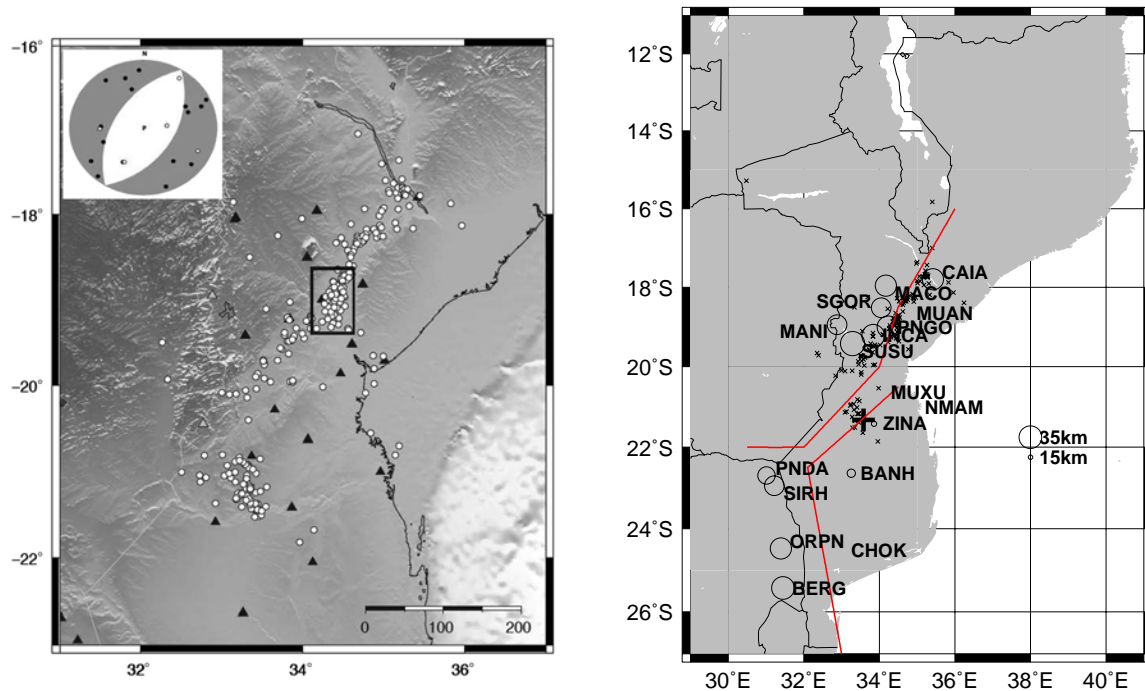 −16°
N
P
−18°
−20°
−22°
0 100 200
32° 34° 36°
12°S
14°S
16°S
18°S
20°S
22°S
24°S
26°S
CAIA
MACO
SGOR
MUAN
MANI
PNGO
INCA
SUSU
MUXU
NMAM
ZINA
35km
15km
PNDA
BANH
SIRH
ORPN
CHOK
BERG
30°E 32°E 34°E 36°E 38°E 40°E